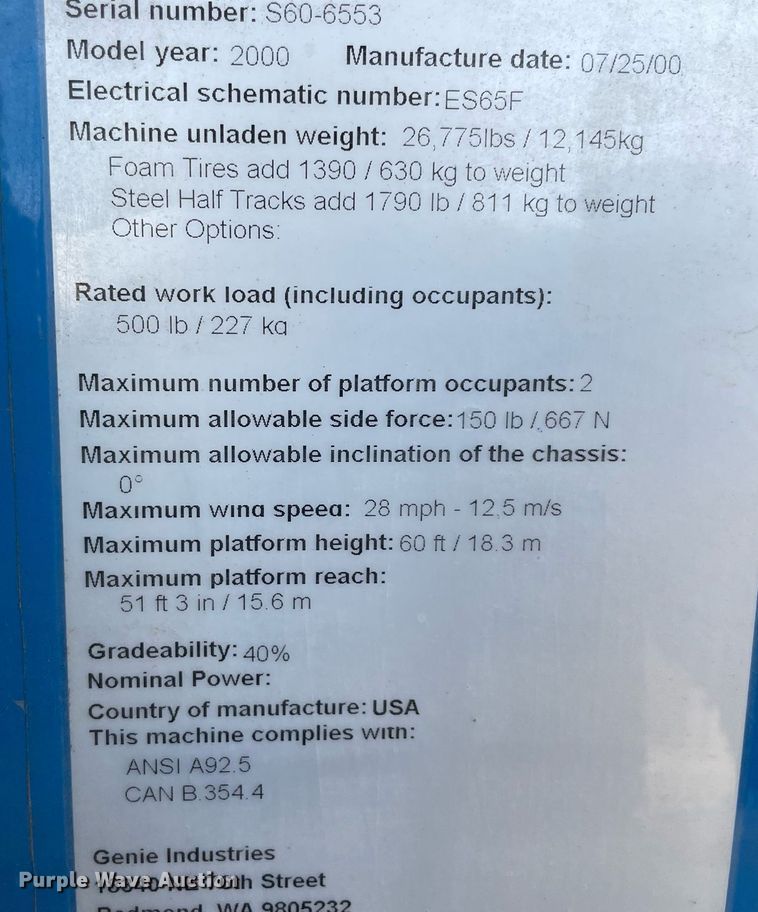 Serial number: S60-6553
Model year: 2000 Manufacture date: 07/25/00
Electrical schematic number: ES65F
Machine unladen weight: 26,775lbs / 12,145kg
Foam Tires add 1390 / 630 kg to weight
Steel Half Tracks add 1790 lb / 811 kg to weight
Other Options:
Rated work load (including occupants):
500 lb / 227 kg
Maximum number of platform occupants: 2
Maximum allowable side force: 150 lb / 667 N
Maximum allowable inclination of the chassis:
0°
Maximum wind speed: 28 mph - 12.5 m/s
Maximum platform height: 60 ft / 18.3 m
Maximum platform reach:
51 ft 3 in / 15.6 m
Gradeability: 40%
Nominal Power:
Country of manufacture: USA
This machine complies with:
ANSI A92.5
CAN B.354.4
Genie Industries
Purple Wave Auction
Street
Redmond, WA 9805232